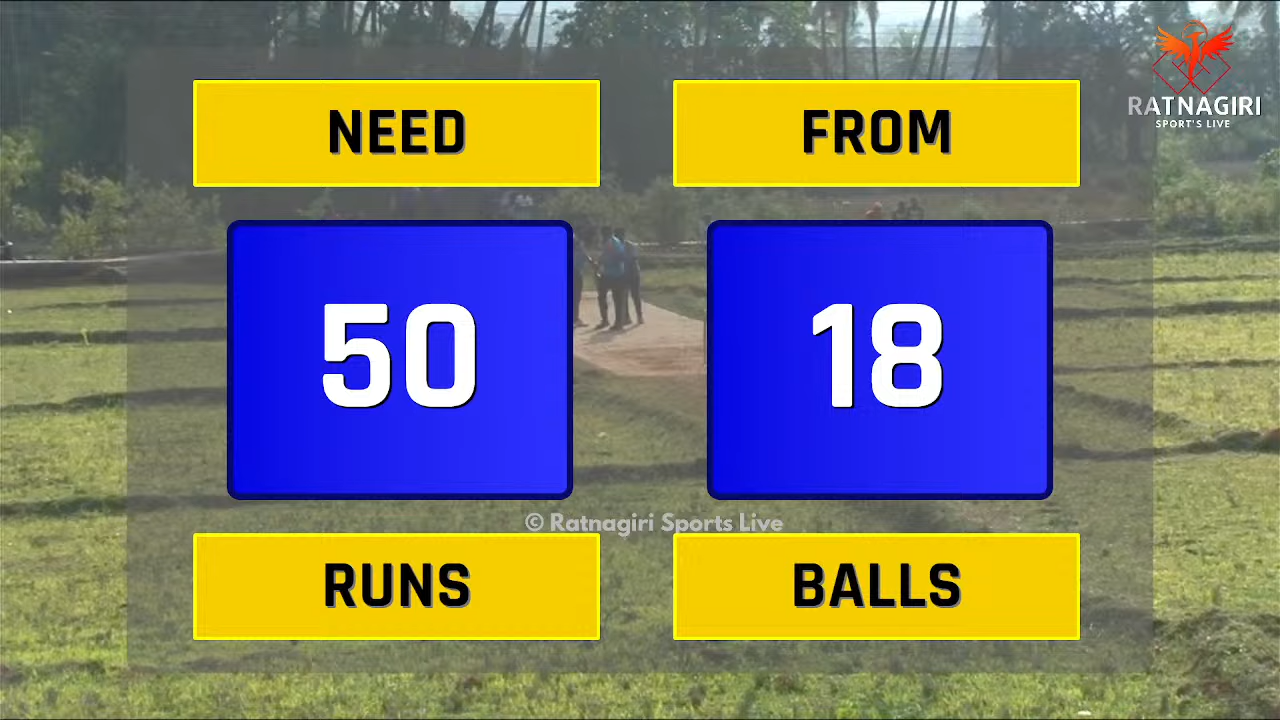 NEED
FROM
RATNAGIRI
SPORT'S LIVE
50
18
© Ratnagiri Sports Live
RUNS
BALLS